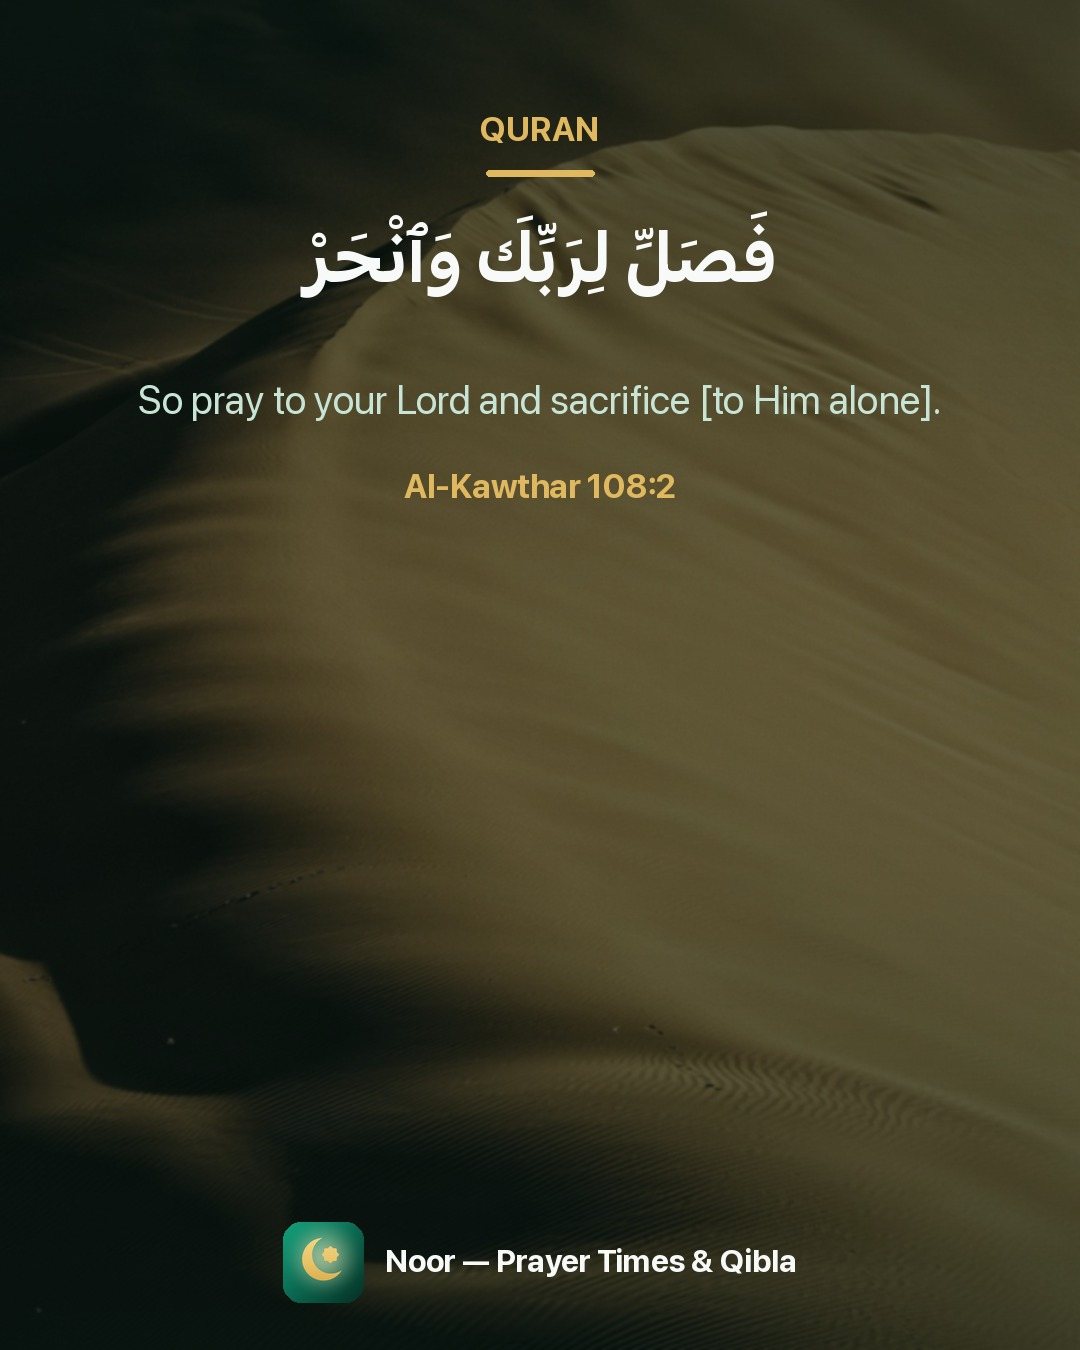 QURAN
فَصَلِّ لِرَبِّكَ وَٱنْحَرْ
So pray to your Lord and sacrifice [to Him alone].
Al-Kawthar 108:2
Noor — Prayer Times & Qibla